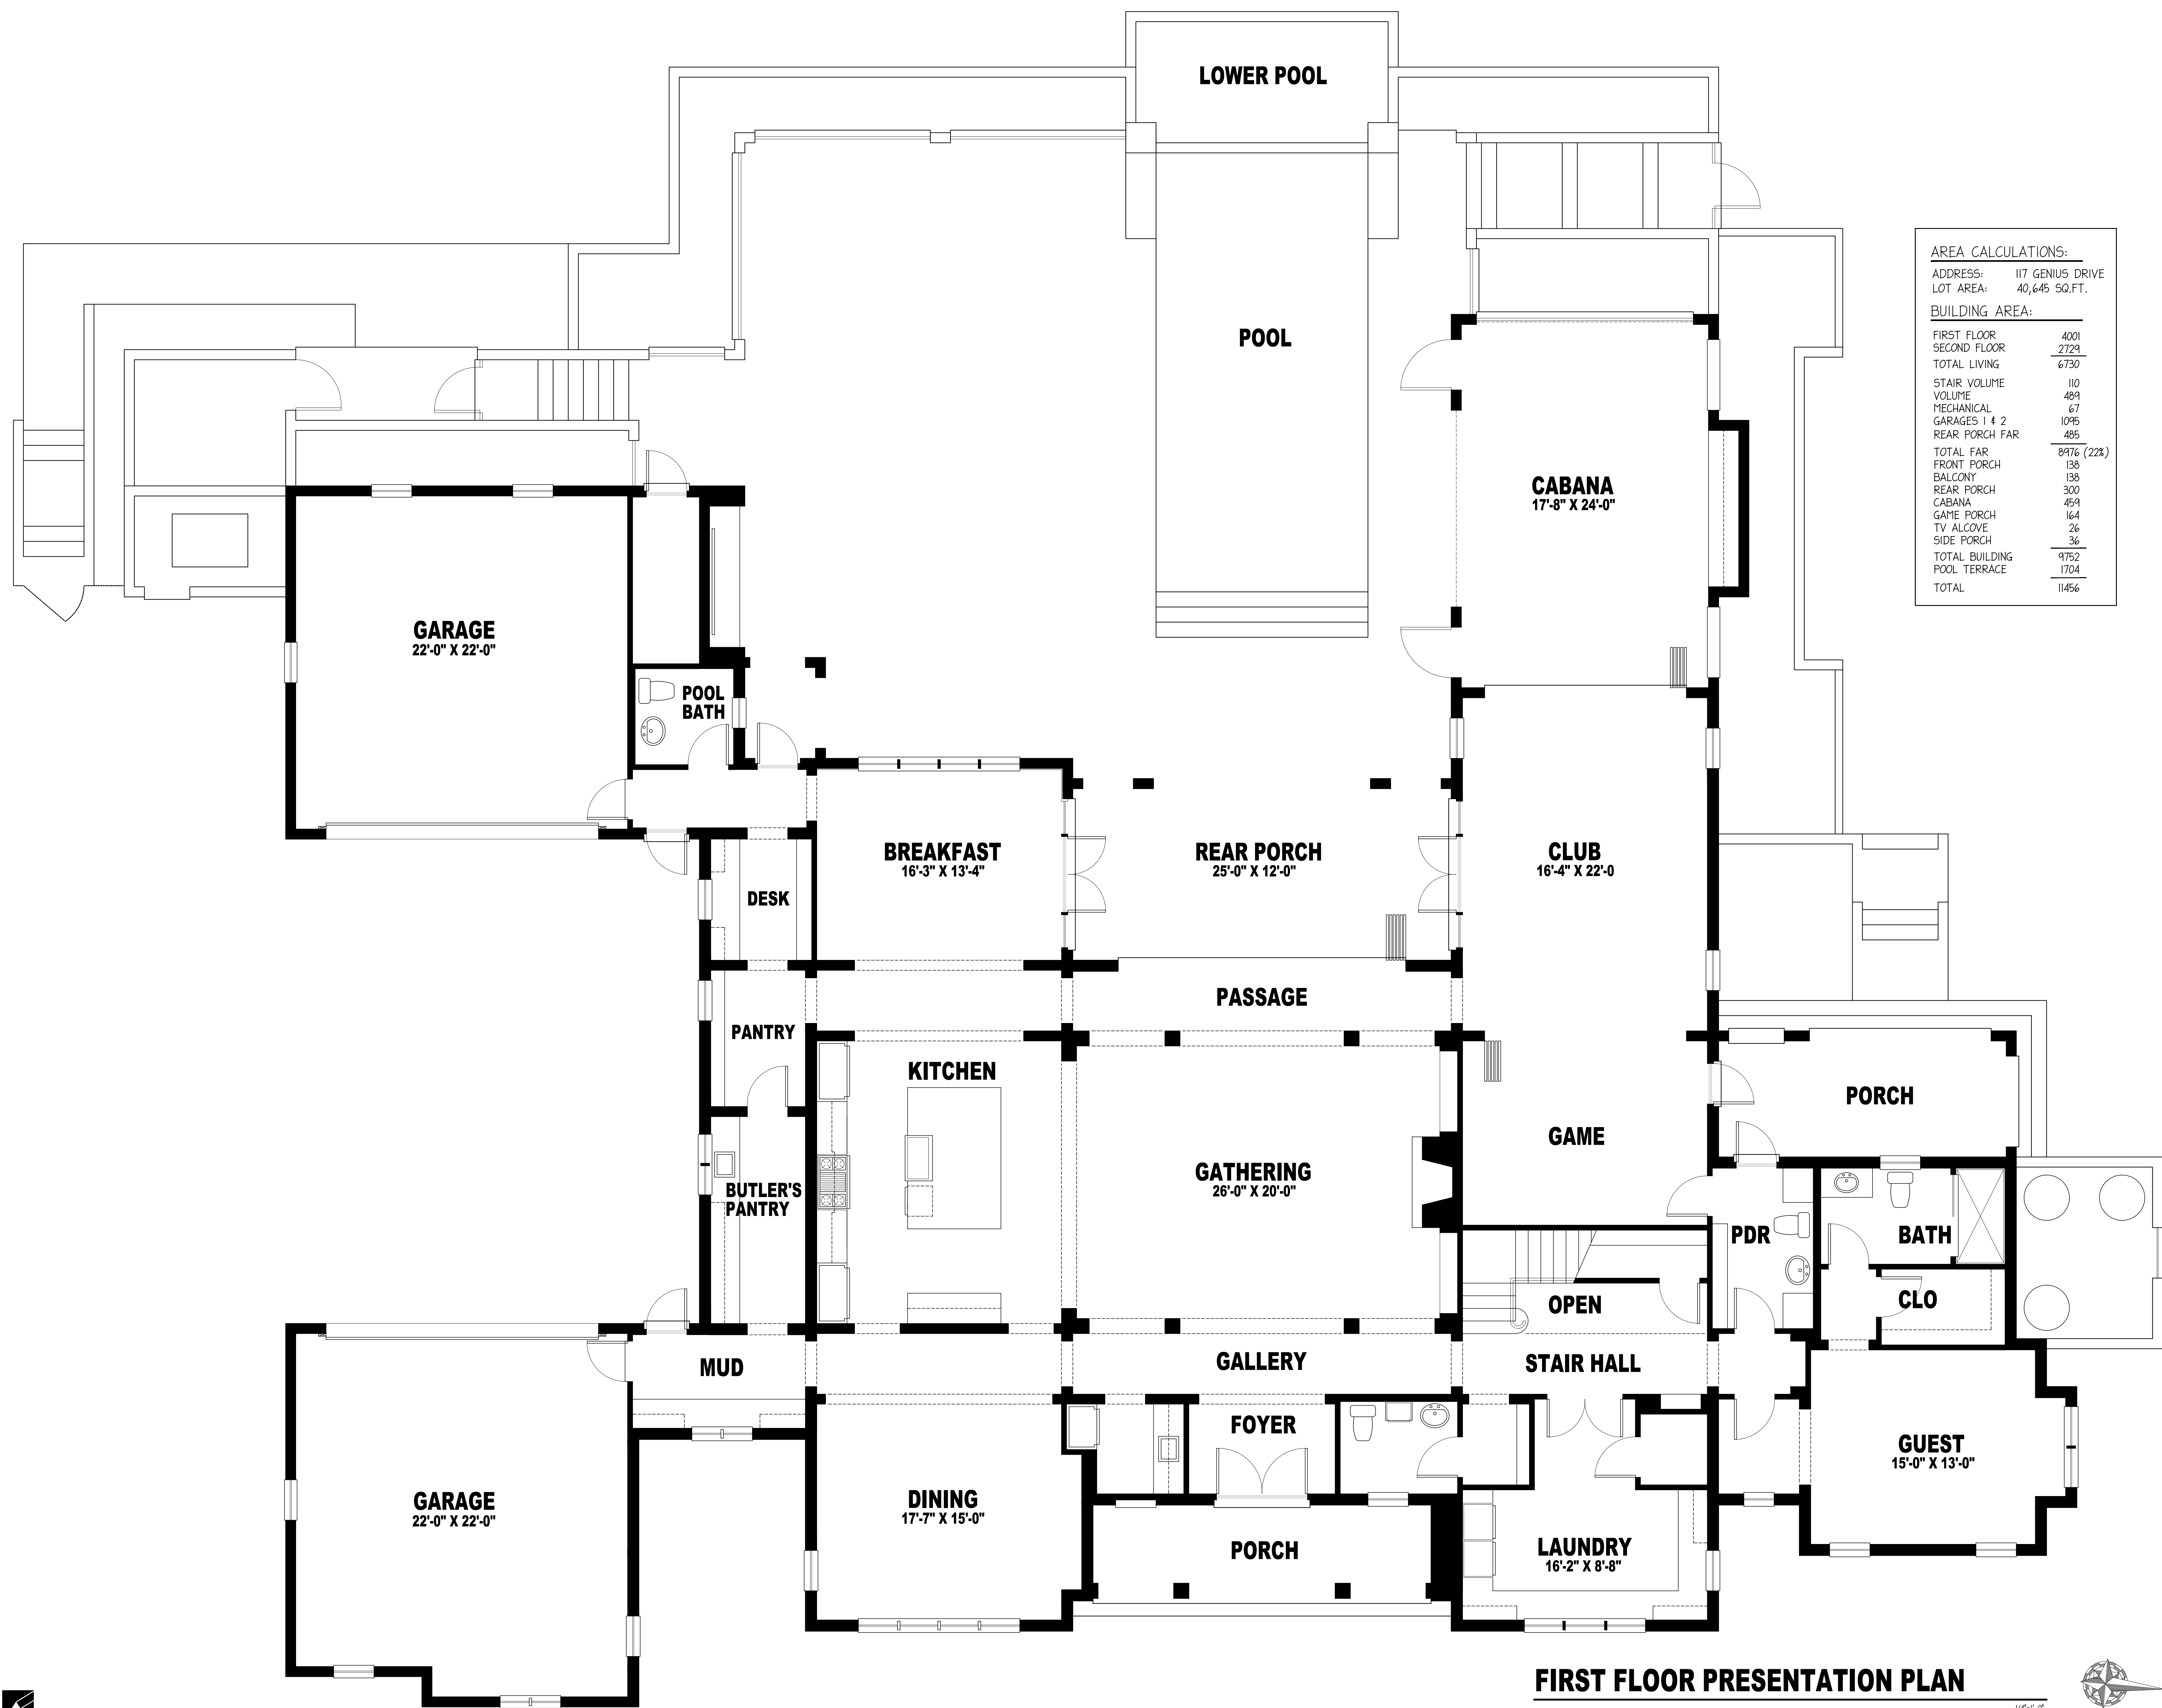 LOWER POOL
AREA CALCULATIONS:
ADDRESS: 117 GENIUS DRIVE
LOT AREA: 40,645 SQ.FT.
BUILDING AREA:
FIRST FLOOR 4001
SECOND FLOOR 2729
TOTAL LIVING 6730
STAIR VOLUME 110
VOLUME 489
MECHANICAL 67
GARAGES 1 & 2 1095
REAR PORCH FAR 485
TOTAL FAR 8976 (22%)
FRONT PORCH 138
BALCONY 138
REAR PORCH 300
CABANA 459
GAME PORCH 164
TV ALCOVE 26
SIDE PORCH 36
TOTAL BUILDING 9752
POOL TERRACE 1704
TOTAL 11456
POOL
CABANA
17'-8" X 24'-0"
GARAGE
22'-0" X 22'-0"
POOL
BATH
BREAKFAST
16'-3" X 13'-4"
REAR PORCH
25'-0" X 12'-0"
CLUB
16'-4" X 22'-0
DESK
PASSAGE
PANTRY
KITCHEN
PORCH
GAME
GATHERING
26'-0" X 20'-0"
BUTLER'S
PANTRY
PDR
BATH
OPEN
CLO
MUD
GALLERY
STAIR HALL
FOYER
GUEST
15'-0" X 13'-0"
GARAGE
22'-0" X 22'-0"
DINING
17'-7" X 15'-0"
PORCH
LAUNDRY
16'-2" X 8'-8"
FIRST FLOOR PRESENTATION PLAN